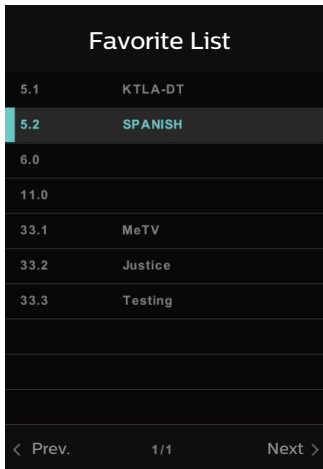 Favorite List
5.1 KTLA-DT
5.2 SPANISH
6.0
11.0
33.1 MeTV
33.2 Justice
33.3 Testing
< Prev. 1/1 Next >